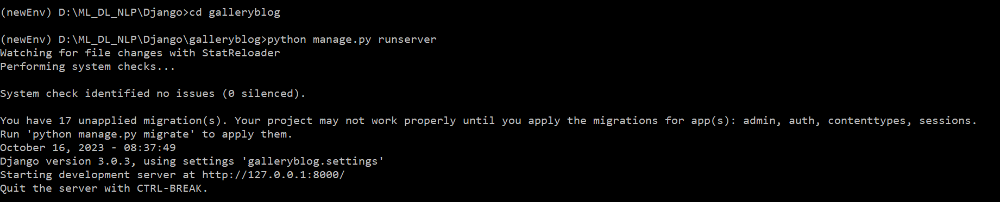 (newEnv) D:\ML_DL_NLP\Django>cd galleryblog
(newEnv) D:\ML_DL_NLP\Django\galleryblog>python manage.py runserver
Watching for file changes with StatReloader
Performing system checks...
System check identified no issues (0 silenced).
You have 17 unapplied migration(s). Your project may not work properly until you apply the migrations for app(s): admin, auth, contenttypes, sessions.
Run 'python manage.py migrate' to apply them.
October 16, 2023 - 08:37:49
Django version 3.0.3, using settings 'galleryblog.settings'
Starting development server at http://127.0.0.1:8000/
Quit the server with CTRL-BREAK.